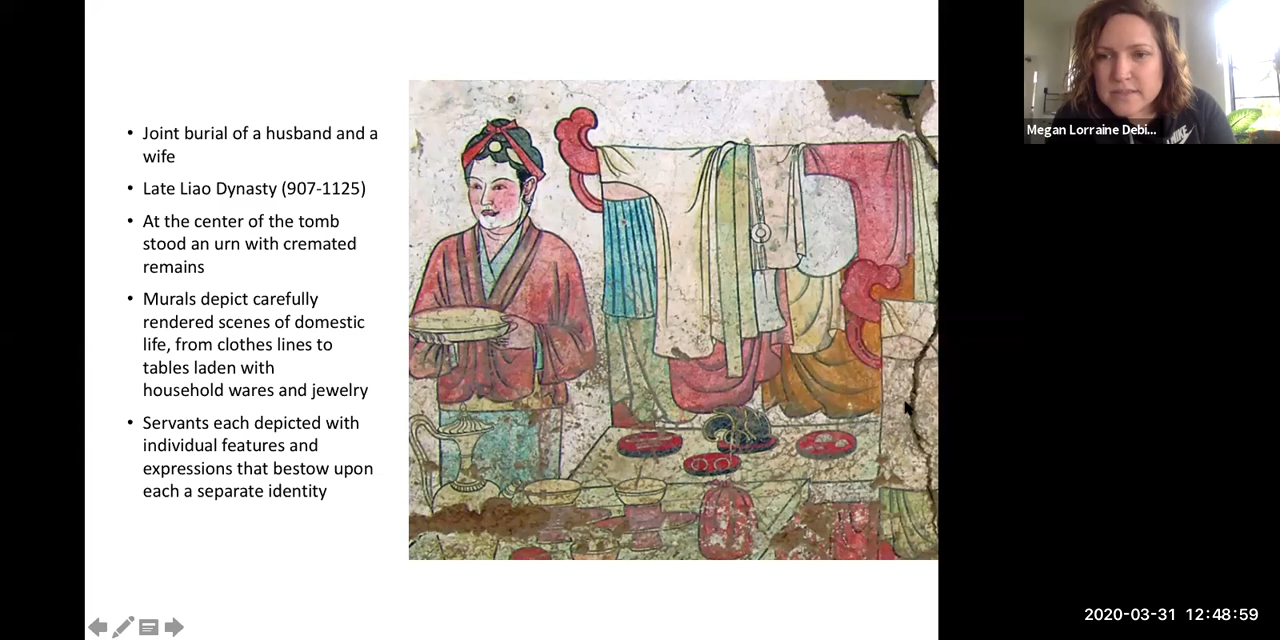 • Joint burial of a husband and a
wife
• Late Liao Dynasty (907-1125)
• At the center of the tomb
stood an urn with cremated
remains
• Murals depict carefully
rendered scenes of domestic
life, from clothes lines to
tables laden with
household wares and jewelry
• Servants each depicted with
individual features and
expressions that bestow upon
each a separate identity
Megan Lorraine Debi...
NIKE
2020-03-31 12:48:59